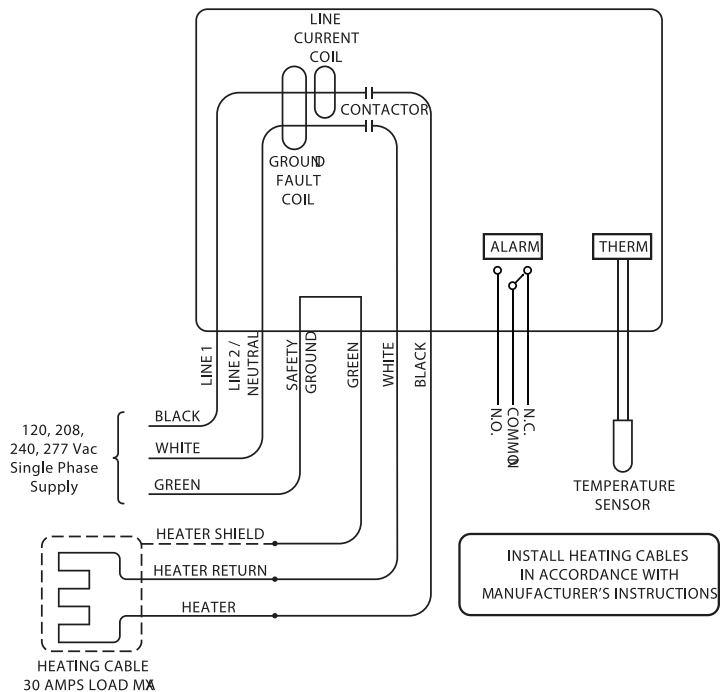 LINE
CURRENT
COIL
CONTACTOR
GROUND
FAULT
COIL
ALARM
THERM
LINE 1
LINE 2 /
NEUTRAL
SAFETY
GROUND
GREEN
WHITE
BLACK
N.O.
COMMON
N.C.
120, 208,
240, 277 Vac
Single Phase
Supply
BLACK
WHITE
GREEN
TEMPERATURE
SENSOR
HEATER SHIELD
HEATER RETURN
HEATER
INSTALL HEATING CABLES
IN ACCORDANCE WITH
MANUFACTURER'S INSTRUCTIONS
HEATING CABLE
30 AMPS LOAD MAX